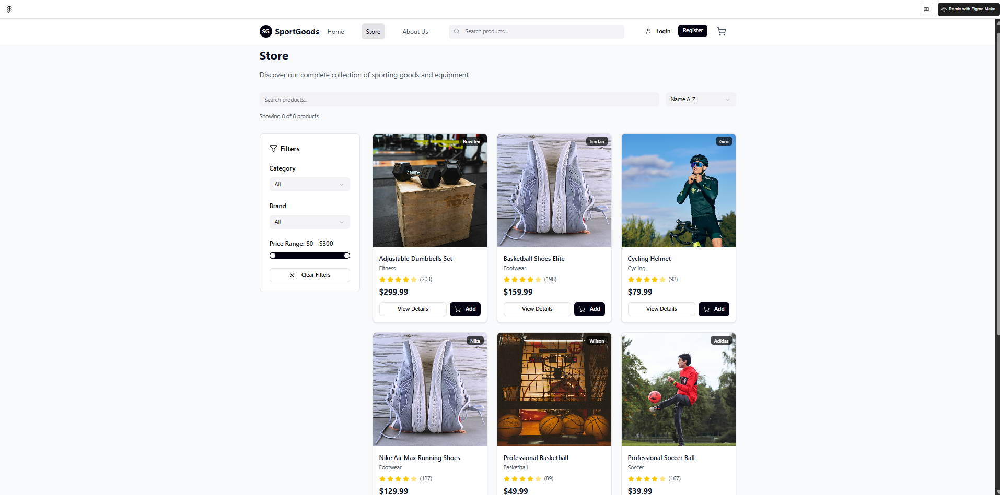 Remix with Figma Make
SG SportGoods Home Store About Us Search products... Login Register
Store
Discover our complete collection of sporting goods and equipment
Search products... Name A-Z
Showing 8 of 8 products
Filters
Category
All
Brand
All
Price Range: $0 - $300
Clear Filters
Bowflex
Adjustable Dumbbells Set
Fitness
(203)
$299.99
View Details Add
Jordan
Basketball Shoes Elite
Footwear
(198)
$159.99
View Details Add
Giro
Cycling Helmet
Cycling
(92)
$79.99
View Details Add
Nike
Nike Air Max Running Shoes
Footwear
(127)
$129.99
Wilson
Professional Basketball
Basketball
(89)
$49.99
Adidas
Professional Soccer Ball
Soccer
(167)
$39.99